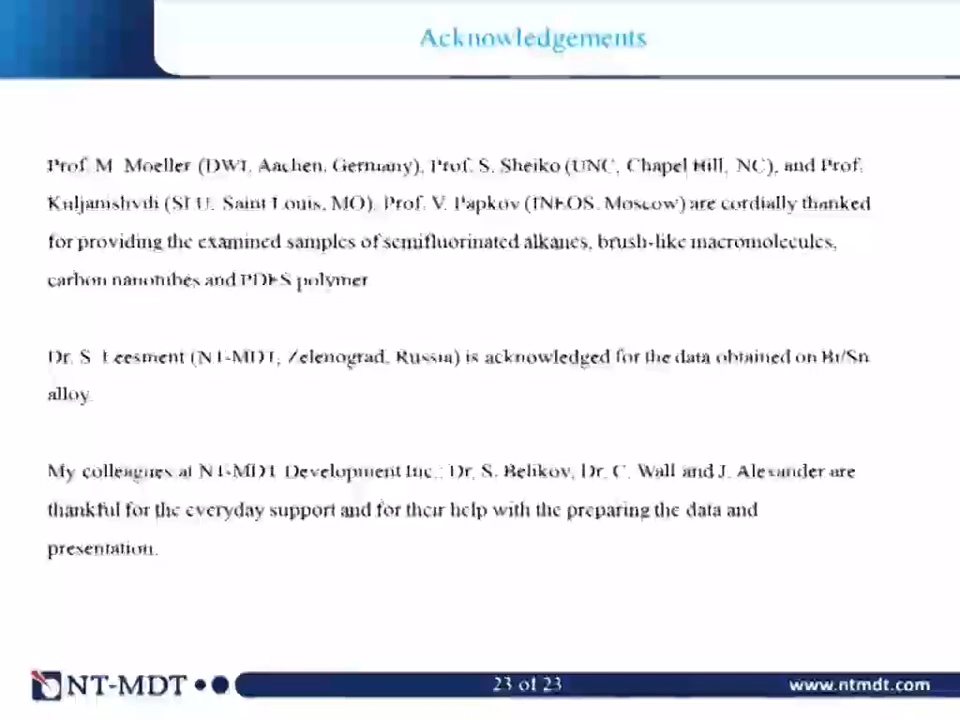 Acknowledgements
Prof. M. Moeller (DWI, Aachen, Germany), Prof. S. Sheiko (UNC, Chapel Hill, NC), and Prof.
Kuljanishvili (SLU, Saint Louis, MO), Prof. V. Papkov (INEOS, Moscow) are cordially thanked
for providing the examined samples of semifluorinated alkanes, brush-like macromolecules,
carbon nanotubes and PDES polymer
Dr. S. Leesment (NT-MDT, Zelenograd, Russia) is acknowledged for the data obtained on Bi/Sn
alloy.
My colleagues at NT-MDT Development Inc.: Dr. S. Belikov, Dr. C. Wall and J. Alexander are
thankful for the everyday support and for their help with the preparing the data and
presentation.
NT-MDT
23 of 23
www.ntmdt.com